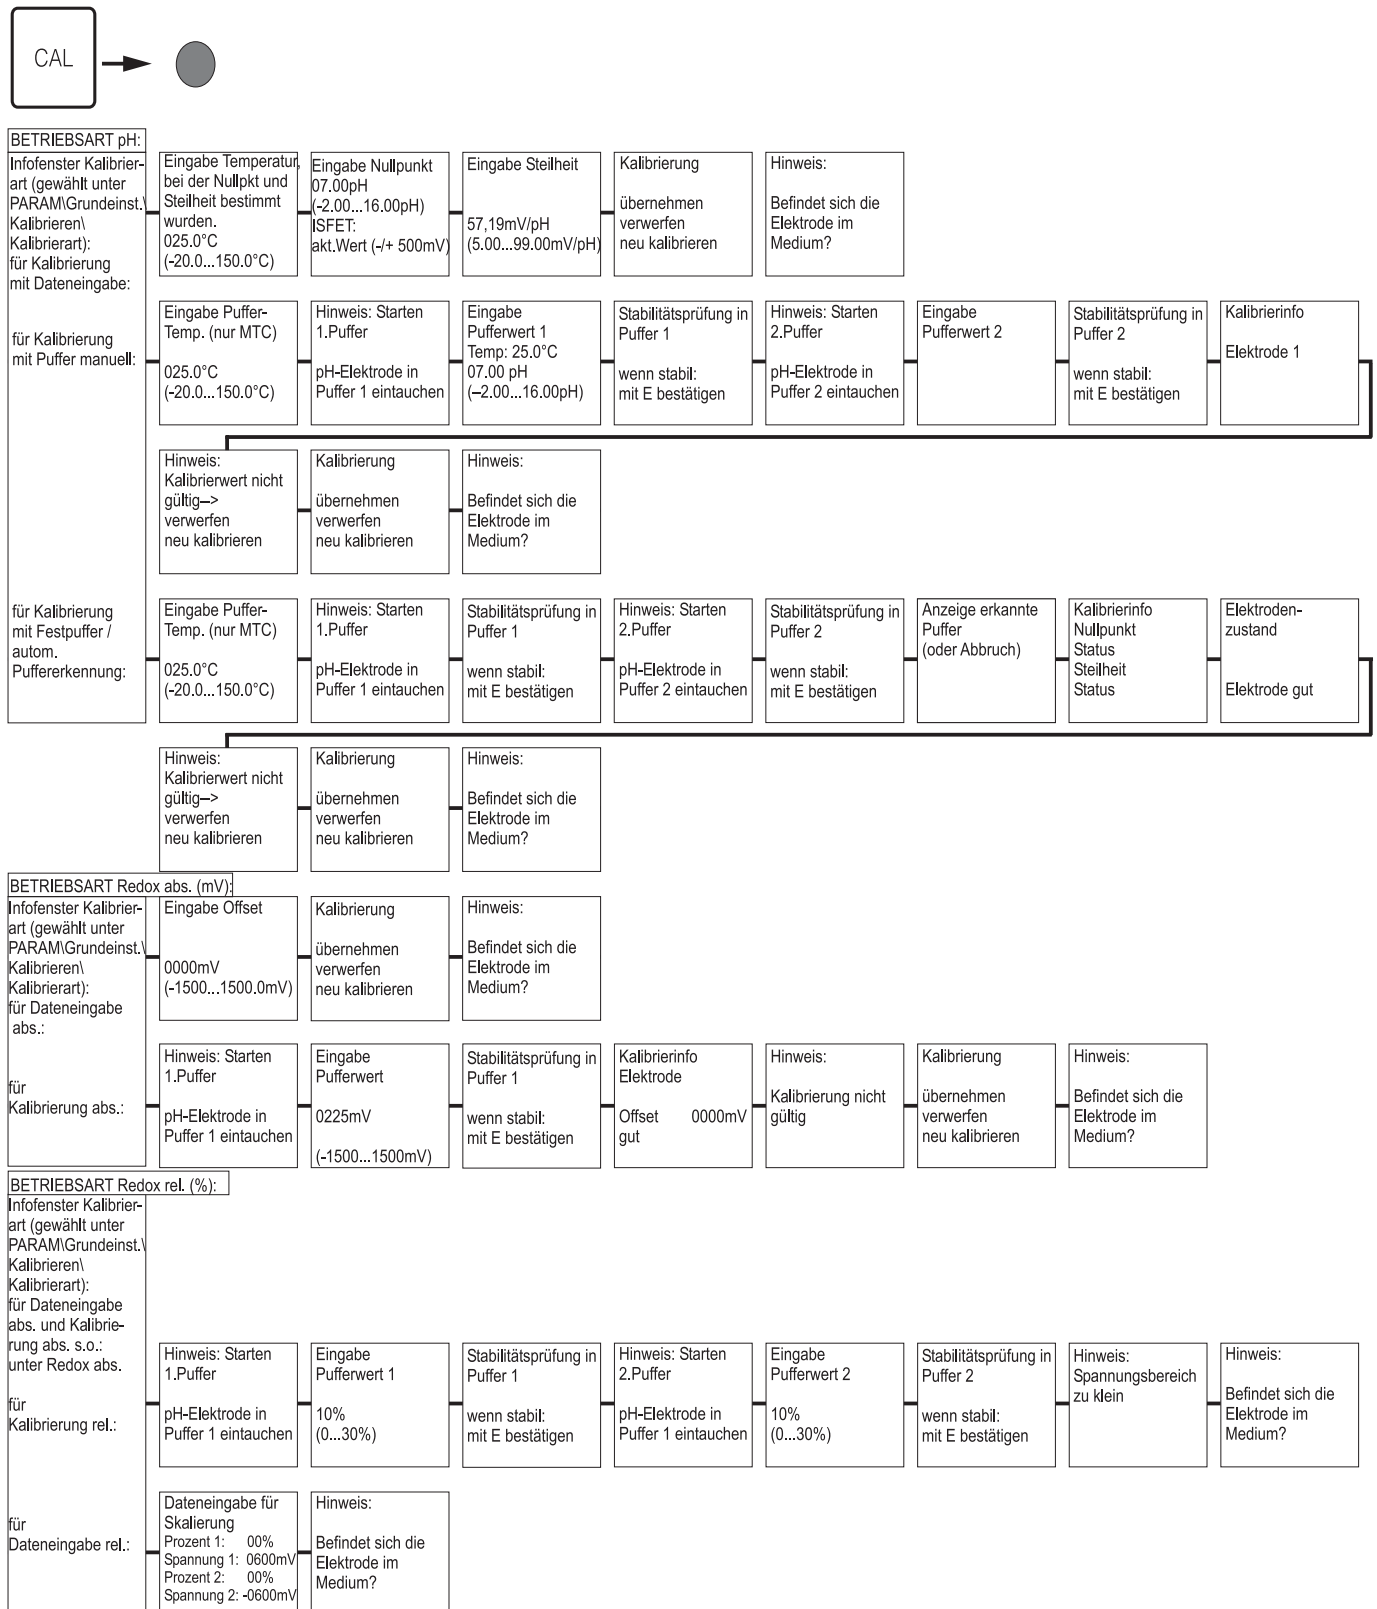 CAL
BETRIEBSART pH:
Infofenster Kalibrier-
art (gewählt unter
PARAM\Grundeinst.\
Kalibrieren\
Kalibrierart):
für Kalibrierung
mit Dateneingabe:
Eingabe Temperatur,
bei der Nullpkt und
Steilheit bestimmt
wurden.
025.0°C
(-20.0...150.0°C)
Eingabe Nullpunkt
07.00pH
(-2.00...16.00pH)
ISFET:
akt.Wert (-/+ 500mV)
Eingabe Steilheit
57,19mV/pH
(5.00...99.00mV/pH)
Kalibrierung
übernehmen
verwerfen
neu kalibrieren
Hinweis:
Befindet sich die
Elektrode im
Medium?
für Kalibrierung
mit Puffer manuell:
Eingabe Puffer-
Temp. (nur MTC)
025.0°C
(-20.0...150.0°C)
Hinweis: Starten
1.Puffer
pH-Elektrode in
Puffer 1 eintauchen
Eingabe
Pufferwert 1
Temp: 25.0°C
07.00 pH
(–2.00...16.00pH)
Stabilitätsprüfung in
Puffer 1
wenn stabil:
mit E bestätigen
Hinweis: Starten
2.Puffer
pH-Elektrode in
Puffer 2 eintauchen
Eingabe
Pufferwert 2
Stabilitätsprüfung in
Puffer 2
wenn stabil:
mit E bestätigen
Kalibrierinfo
Elektrode 1
Hinweis:
Kalibrierwert nicht
gültig–>
verwerfen
neu kalibrieren
Kalibrierung
übernehmen
verwerfen
neu kalibrieren
Hinweis:
Befindet sich die
Elektrode im
Medium?
für Kalibrierung
mit Festpuffer /
autom.
Puffererkennung:
Eingabe Puffer-
Temp. (nur MTC)
025.0°C
(-20.0...150.0°C)
Hinweis: Starten
1.Puffer
pH-Elektrode in
Puffer 1 eintauchen
Stabilitätsprüfung in
Puffer 1
wenn stabil:
mit E bestätigen
Hinweis: Starten
2.Puffer
pH-Elektrode in
Puffer 2 eintauchen
Stabilitätsprüfung in
Puffer 2
wenn stabil:
mit E bestätigen
Anzeige erkannte
Puffer
(oder Abbruch)
Kalibrierinfo
Nullpunkt
Status
Steilheit
Status
Elektroden-
zustand
Elektrode gut
Hinweis:
Kalibrierwert nicht
gültig–>
verwerfen
neu kalibrieren
Kalibrierung
übernehmen
verwerfen
neu kalibrieren
Hinweis:
Befindet sich die
Elektrode im
Medium?
BETRIEBSART Redox abs. (mV):
Infofenster Kalibrier-
art (gewählt unter
PARAM\Grundeinst.\
Kalibrieren\
Kalibrierart):
für Dateneingabe
abs.:
Eingabe Offset
0000mV
(-1500...1500.0mV)
Kalibrierung
übernehmen
verwerfen
neu kalibrieren
Hinweis:
Befindet sich die
Elektrode im
Medium?
für
Kalibrierung abs.:
Hinweis: Starten
1.Puffer
pH-Elektrode in
Puffer 1 eintauchen
Eingabe
Pufferwert
0225mV
(-1500...1500mV)
Stabilitätsprüfung in
Puffer 1
wenn stabil:
mit E bestätigen
Kalibrierinfo
Elektrode
Offset 0000mV
gut
Hinweis:
Kalibrierung nicht
gültig
Kalibrierung
übernehmen
verwerfen
neu kalibrieren
Hinweis:
Befindet sich die
Elektrode im
Medium?
BETRIEBSART Redox rel. (%):
Infofenster Kalibrier-
art (gewählt unter
PARAM\Grundeinst.\
Kalibrieren\
Kalibrierart):
für Dateneingabe
abs. und Kalibrie-
rung abs. s.o.:
unter Redox abs.
für
Kalibrierung rel.:
Hinweis: Starten
1.Puffer
pH-Elektrode in
Puffer 1 eintauchen
Eingabe
Pufferwert 1
10%
(0...30%)
Stabilitätsprüfung in
Puffer 1
wenn stabil:
mit E bestätigen
Hinweis: Starten
2.Puffer
pH-Elektrode in
Puffer 1 eintauchen
Eingabe
Pufferwert 2
10%
(0...30%)
Stabilitätsprüfung in
Puffer 2
wenn stabil:
mit E bestätigen
Hinweis:
Spannungsbereich
zu klein
Hinweis:
Befindet sich die
Elektrode im
Medium?
für
Dateneingabe rel.:
Dateneingabe für
Skalierung
Prozent 1: 00%
Spannung 1: 0600mV
Prozent 2: 00%
Spannung 2: -0600mV
Hinweis:
Befindet sich die
Elektrode im
Medium?